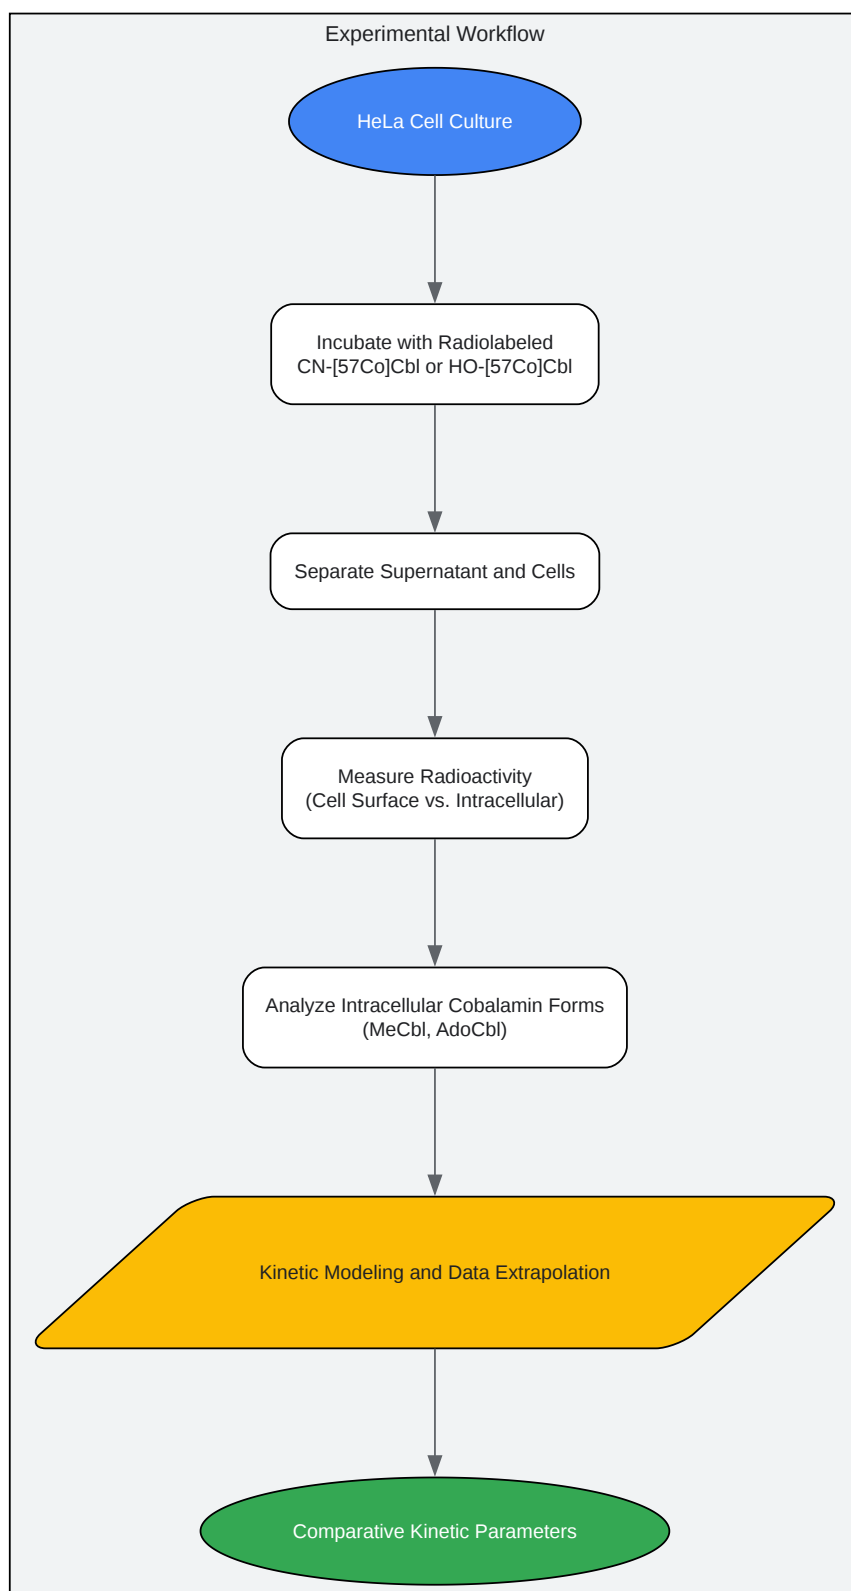 Experimental Workflow
HeLa Cell Culture
Incubate with Radiolabeled
CN-[57Co]Cbl or HO-[57Co]Cbl
Separate Supernatant and Cells
Measure Radioactivity
(Cell Surface vs. Intracellular)
Analyze Intracellular Cobalamin Forms
(MeCbl, AdoCbl)
Kinetic Modeling and Data Extrapolation
Comparative Kinetic Parameters